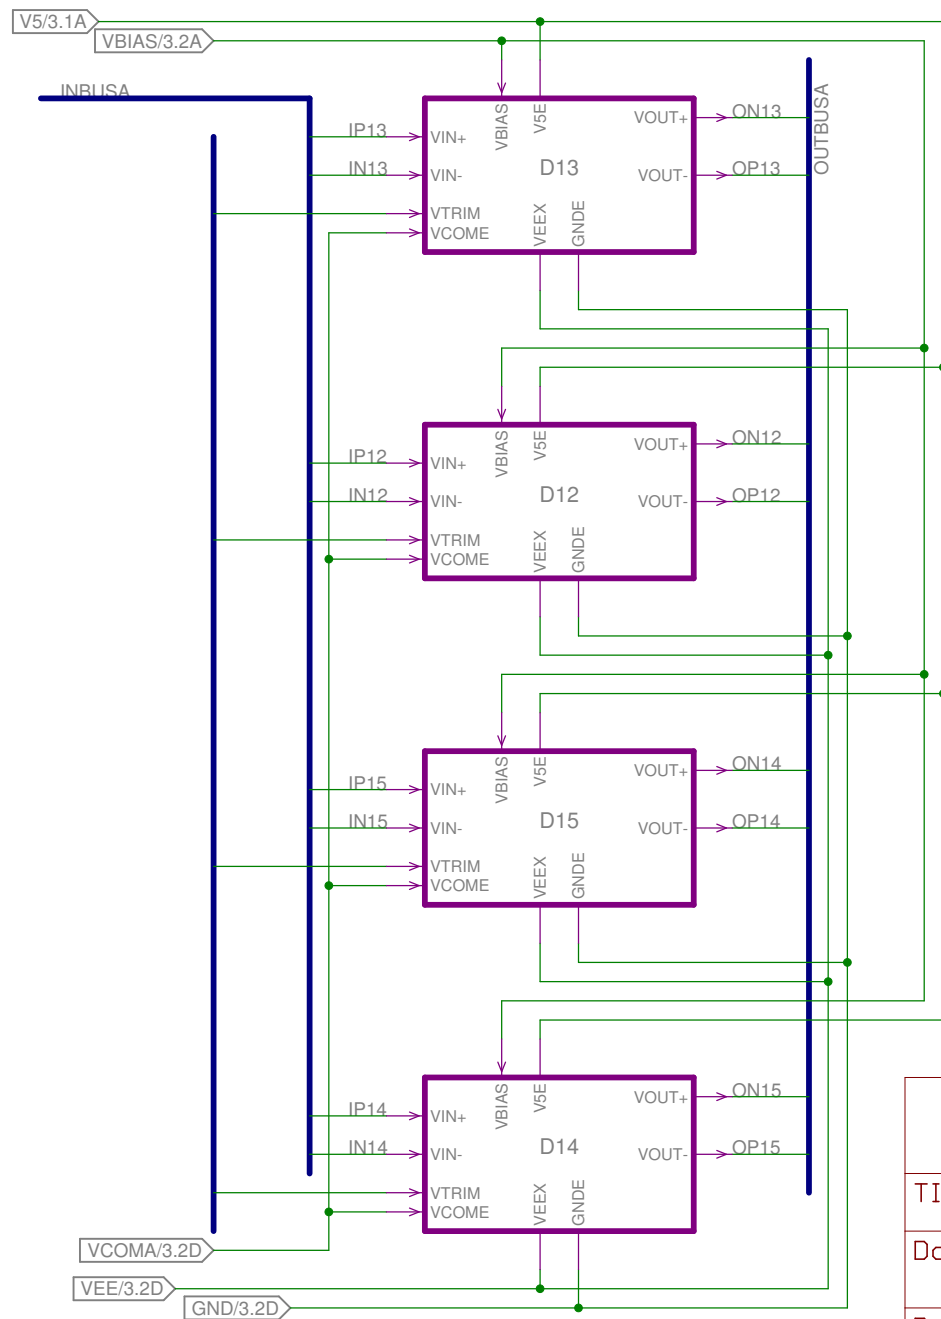 V5/3.1A
VBIAS/3.2A
INBUSA
OUTBUSA
IP13
IN13
VIN+
VIN-
VTRIM
VCOME
VBIAS
V5E
D13
VEEX
GNDE
VOUT+
VOUT-
ON13
OP13
IP12
IN12
VIN+
VIN-
VTRIM
VCOME
VBIAS
V5E
D12
VEEX
GNDE
VOUT+
VOUT-
ON12
OP12
IP15
IN15
VIN+
VIN-
VTRIM
VCOME
VBIAS
V5E
D15
VEEX
GNDE
VOUT+
VOUT-
ON14
OP14
IP14
IN14
VIN+
VIN-
VTRIM
VCOME
VBIAS
V5E
D14
VEEX
GNDE
VOUT+
VOUT-
ON15
OP15
VCOMA/3.2D
VEE/3.2D
GND/3.2D
TI